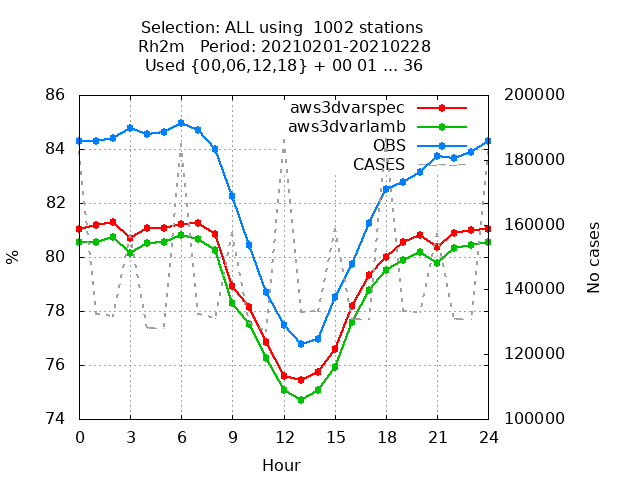 Selection: ALL using  1002 stations
Rh2m   Period: 20210201-20210228
Used {00,06,12,18} + 00 01 ... 36
86
84
82
80
78
76
74
%
200000
180000
160000
140000
120000
100000
No cases
aws3dvarspec
aws3dvarlamb
OBS
CASES
0 3 6 9 12 15 18 21 24
Hour